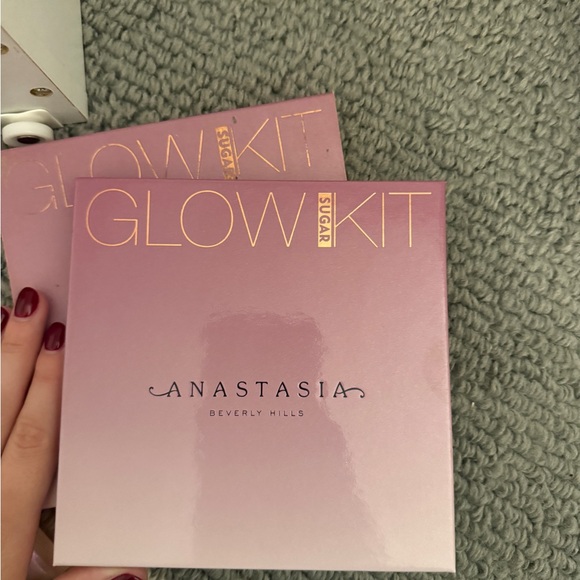 GLOW SUGAR KIT
GLOW SUGAR KIT
ANASTASIA
BEVERLY HILLS